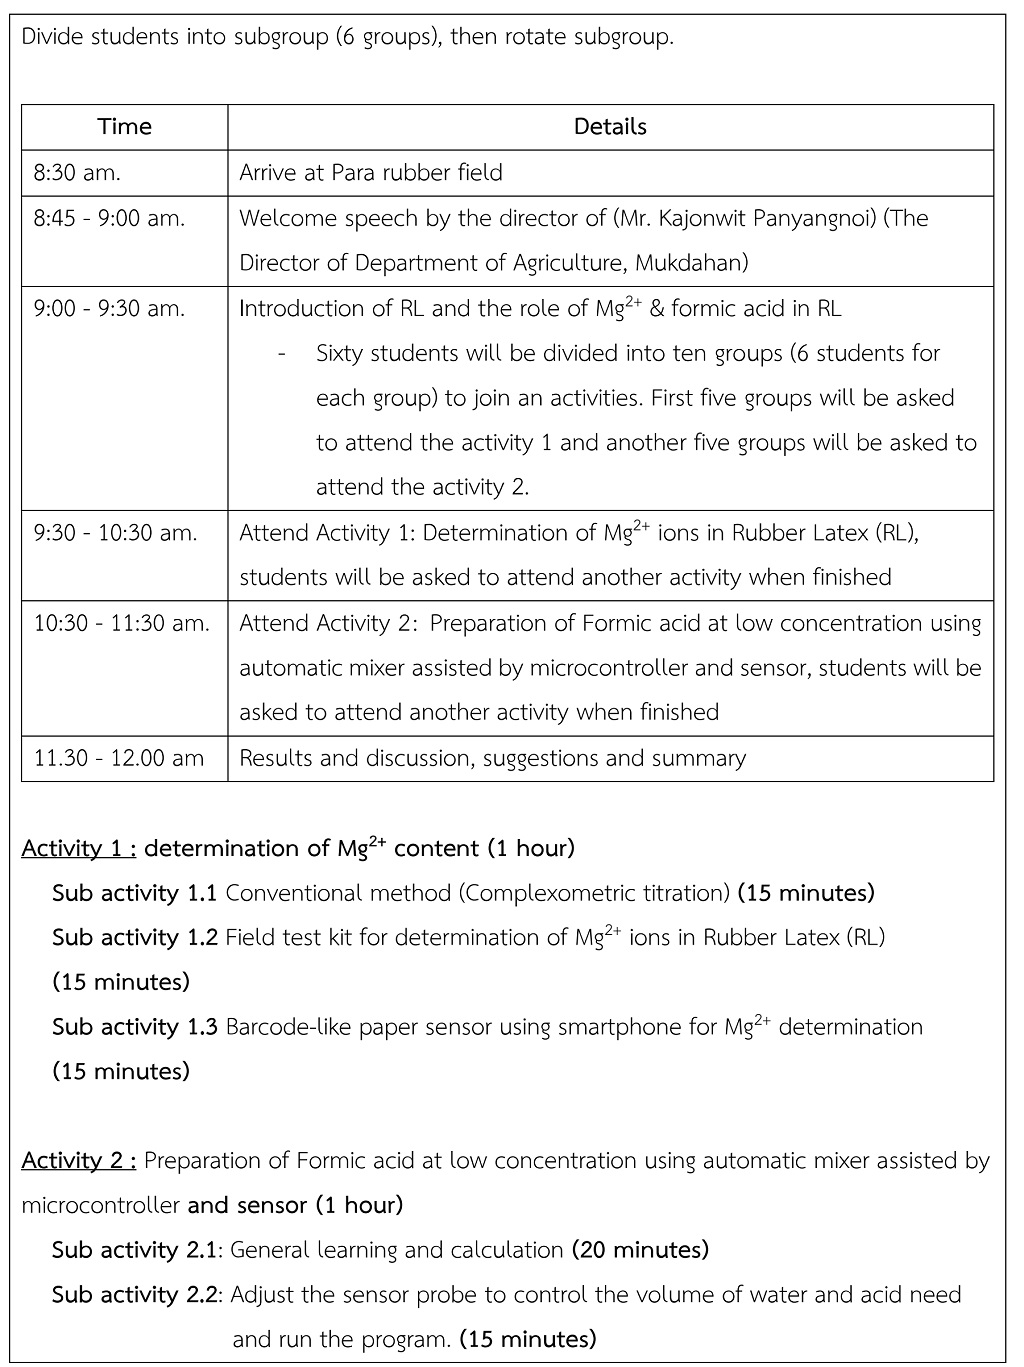 Divide students into subgroup (6 groups), then rotate subgroup.
Time Details
8:30 am. Arrive at Para rubber field
8:45 - 9:00 am. Welcome speech by the director of (Mr. Kajonwit Panyangnoi) (The
Director of Department of Agriculture, Mukdahan)
9:00 - 9:30 am. Introduction of RL and the role of Mg²⁺ & formic acid in RL
- Sixty students will be divided into ten groups (6 students for
each group) to join an activities. First five groups will be asked
to attend the activity 1 and another five groups will be asked to
attend the activity 2.
9:30 - 10:30 am. Attend Activity 1: Determination of Mg²⁺ ions in Rubber Latex (RL),
students will be asked to attend another activity when finished
10:30 - 11:30 am. Attend Activity 2: Preparation of Formic acid at low concentration using
automatic mixer assisted by microcontroller and sensor, students will be
asked to attend another activity when finished
11.30 - 12.00 am Results and discussion, suggestions and summary
Activity 1 : determination of Mg²⁺ content (1 hour)
Sub activity 1.1 Conventional method (Complexometric titration) (15 minutes)
Sub activity 1.2 Field test kit for determination of Mg²⁺ ions in Rubber Latex (RL)
(15 minutes)
Sub activity 1.3 Barcode-like paper sensor using smartphone for Mg²⁺ determination
(15 minutes)
Activity 2 : Preparation of Formic acid at low concentration using automatic mixer assisted by
microcontroller and sensor (1 hour)
Sub activity 2.1: General learning and calculation (20 minutes)
Sub activity 2.2: Adjust the sensor probe to control the volume of water and acid need
and run the program. (15 minutes)